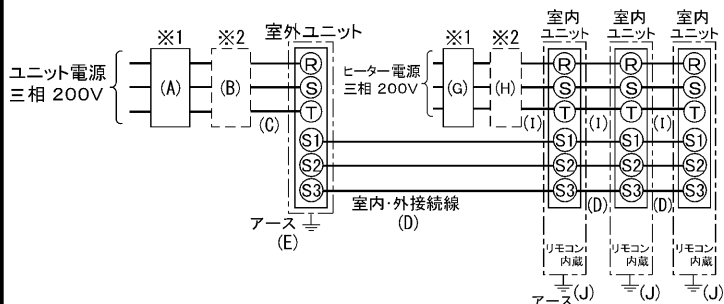 ※1
※2
室外ユニット
ユニット電源
三相 200V
(A)
(B)
(C)
R
S
T
S1
S2
S3
アース
(E)
室内・外接続線
(D)
※1
※2
ヒーター電源
三相 200V
(G)
(H)
(I)
(I)
(I)
室内
ユニット
室内
ユニット
室内
ユニット
R
R
R
S
S
S
T
T
T
S1
S1
S1
S2
S2
S2
S3
S3
S3
(D)
(D)
リモコン
内蔵
リモコン
内蔵
リモコン
内蔵
アース
(J)
(J)
(J)